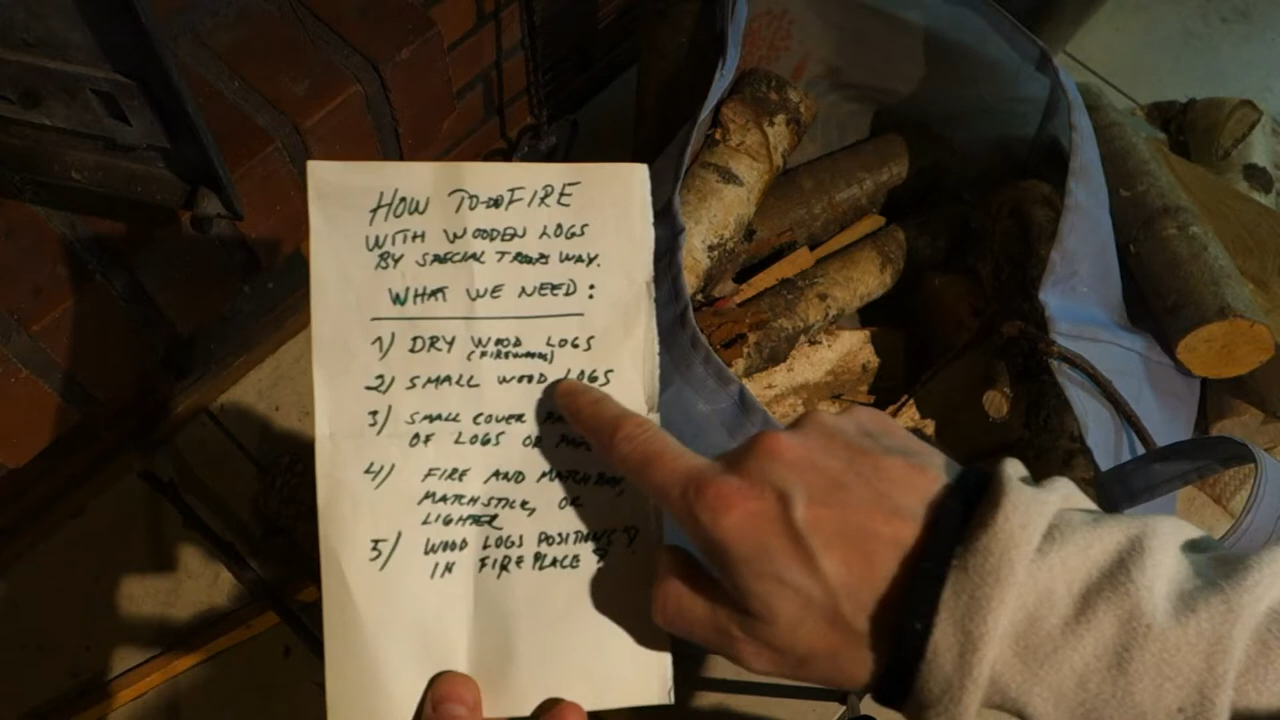 HOW TO DO FIRE
WITH WOODEN LOGS
BY SPECIAL WAY.
WHAT WE NEED:
1) DRY WOOD LOGS
(FIREWOOD)
2) SMALL WOOD LOGS
3) SMALL COVER
OF LOGS OR
4) FIRE AND MATCH BOX,
MATCHSTICK, OR
LIGHTER
5) WOOD LOGS POSITIONS?
IN FIREPLACE?